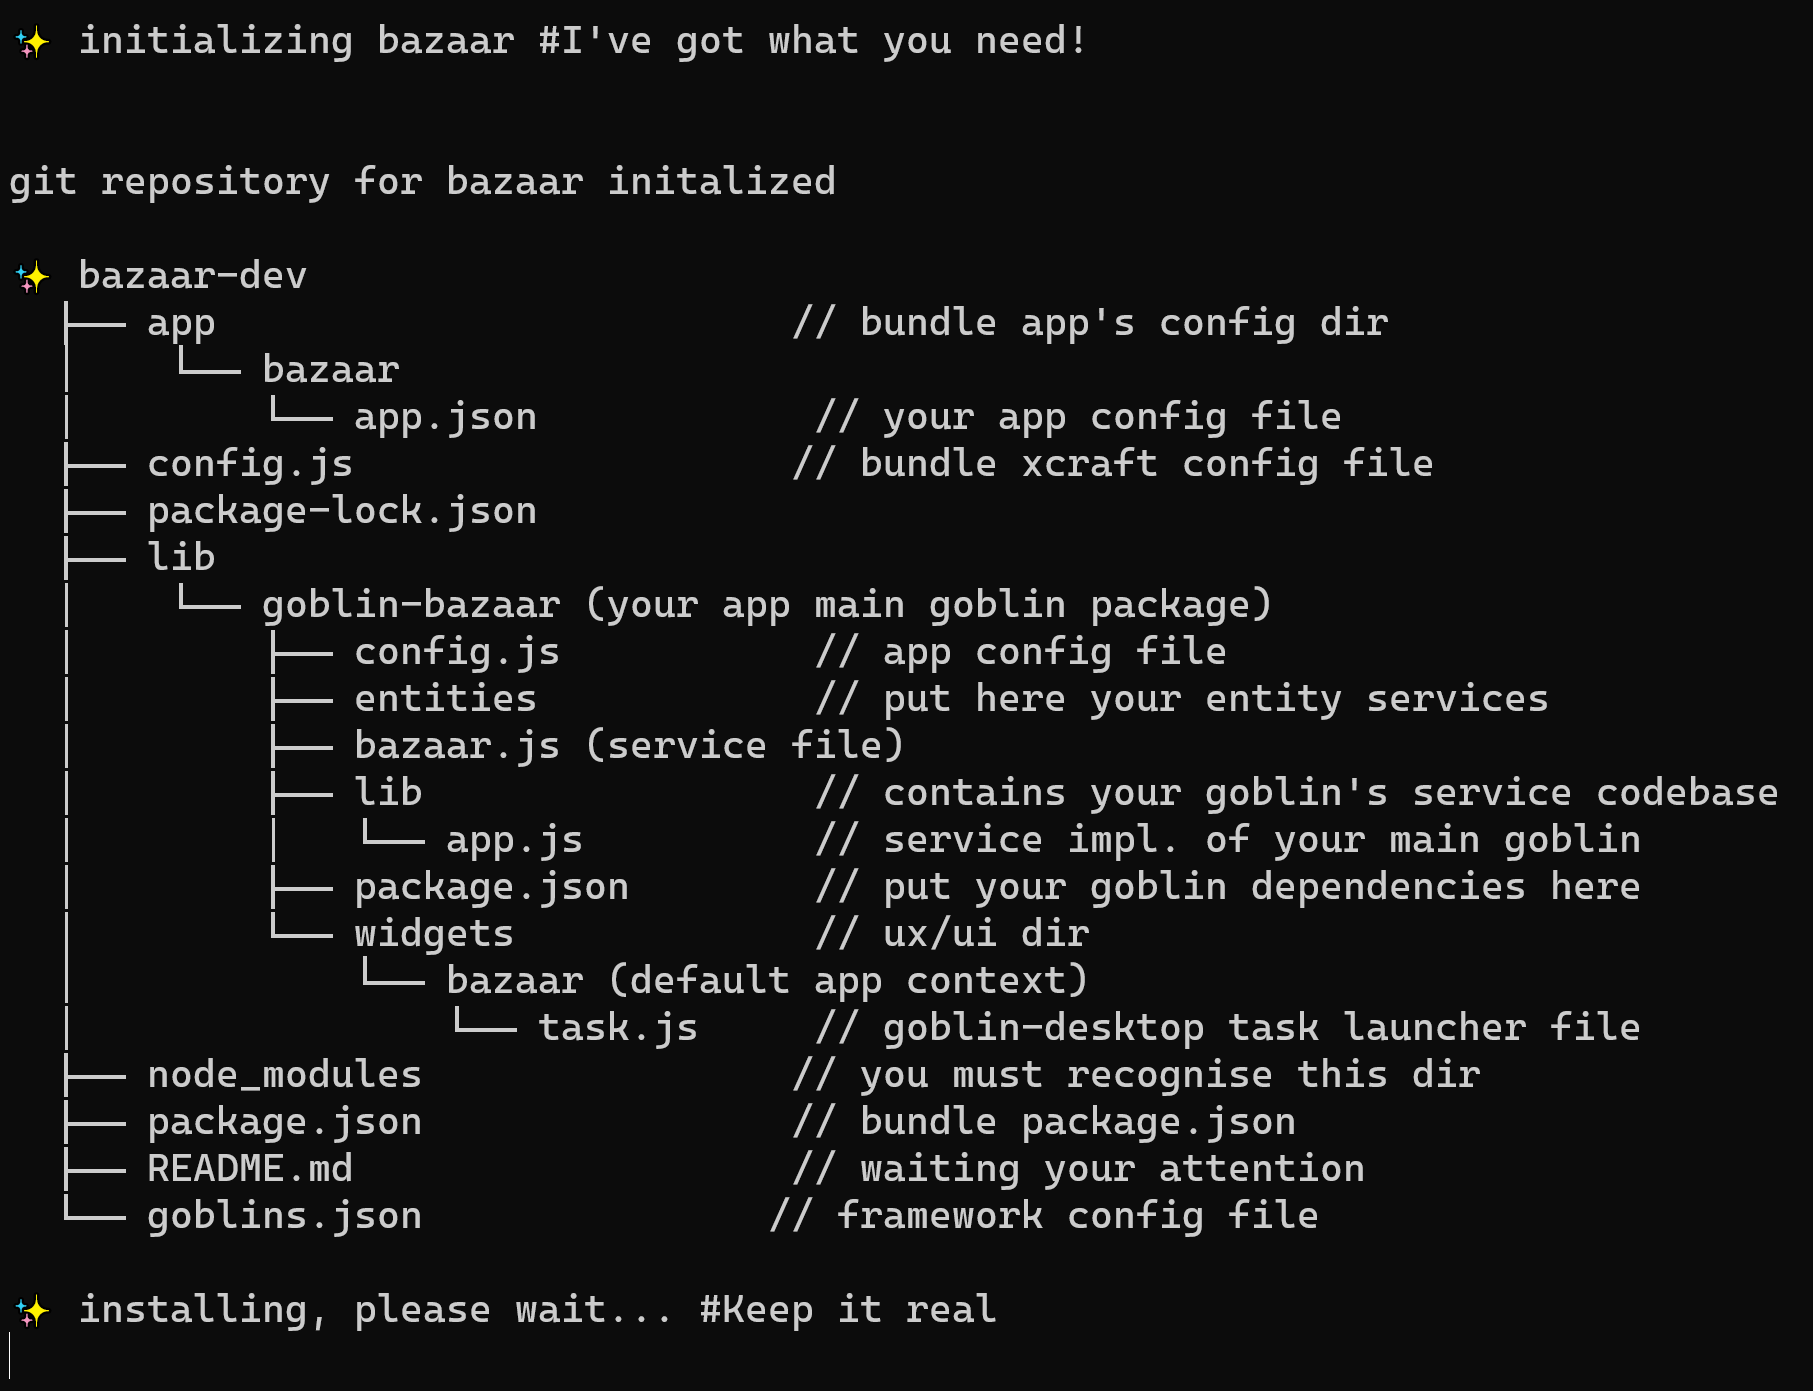 ✨ initializing bazaar #I've got what you need!
git repository for bazaar initalized
✨ bazaar-dev
├── app                            // bundle app's config dir
│    └── bazaar
│        └── app.json            // your app config file
├── config.js                   // bundle xcraft config file
├── package-lock.json
├── lib
│    └── goblin-bazaar (your app main goblin package)
│        ├── config.js           // app config file
│        ├── entities            // put here your entity services
│        ├── bazaar.js (service file)
│        ├── lib                 // contains your goblin's service codebase
│        │   └── app.js          // service impl. of your main goblin
│        ├── package.json        // put your goblin dependencies here
│        └── widgets             // ux/ui dir
│            └── bazaar (default app context)
│                └── task.js     // goblin-desktop task launcher file
├── node_modules                // you must recognise this dir
├── package.json                // bundle package.json
├── README.md                   // waiting your attention
└── goblins.json               // framework config file
✨ installing, please wait... #Keep it real